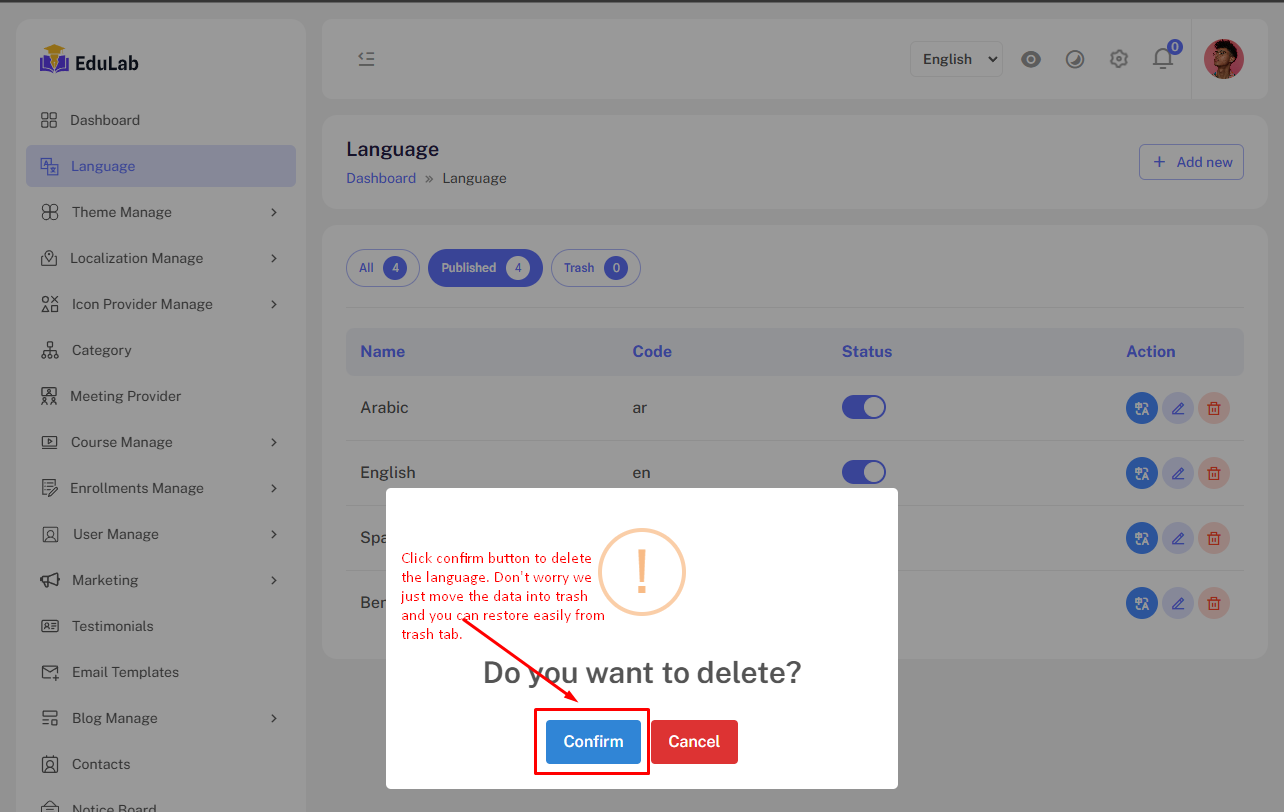 EduLab
Dashboard
Language
Theme Manage
Localization Manage
Icon Provider Manage
Category
Meeting Provider
Course Manage
Enrollments Manage
User Manage
Marketing
Testimonials
Email Templates
Blog Manage
Contacts
Notice Board
English
0
Language
Dashboard » Language
+ Add new
All 4
Published 4
Trash 0
Name Code Status Action
Arabic ar
English en
Spa
Ben
!
Click confirm button to delete
the language. Don't worry we
just move the data into trash
and you can restore easily from
trash tab.
Do you want to delete?
Confirm
Cancel